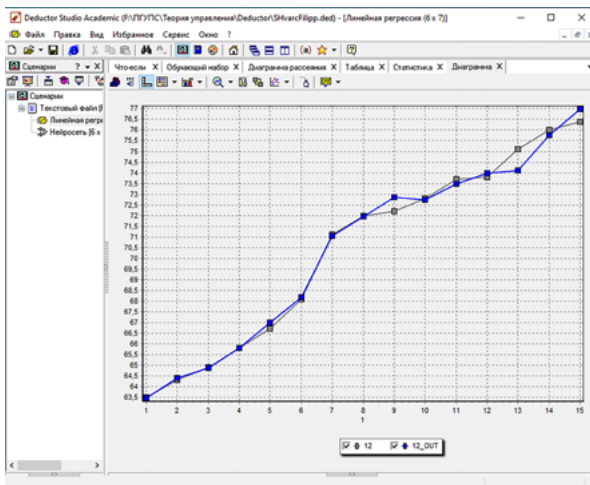 Deductor Studio Academic (F:\ПГУПС\Теория управления\Deductor\SHvarcFilipp.ded) - [Линейная регрессия (6 x 7)]
Файл Правка Вид Избранное Сервис Окно ?
Сценарии
Что-если X Обучающий набор X Диаграмма рассеяния X Таблица X Статистика X Диаграмма X
Сценарии
Текстовый файл (F
Линейная регре
Нейросеть [6 x
77
76,5
76
75,5
75
74,5
74
73,5
73
72,5
72
71,5
71
70,5
70
69,5
69
68,5
68
67,5
67
66,5
66
65,5
65
64,5
64
63,5
1 2 3 4 5 6 7 8 9 10 11 12 13 14 15
1
12 12_OUT